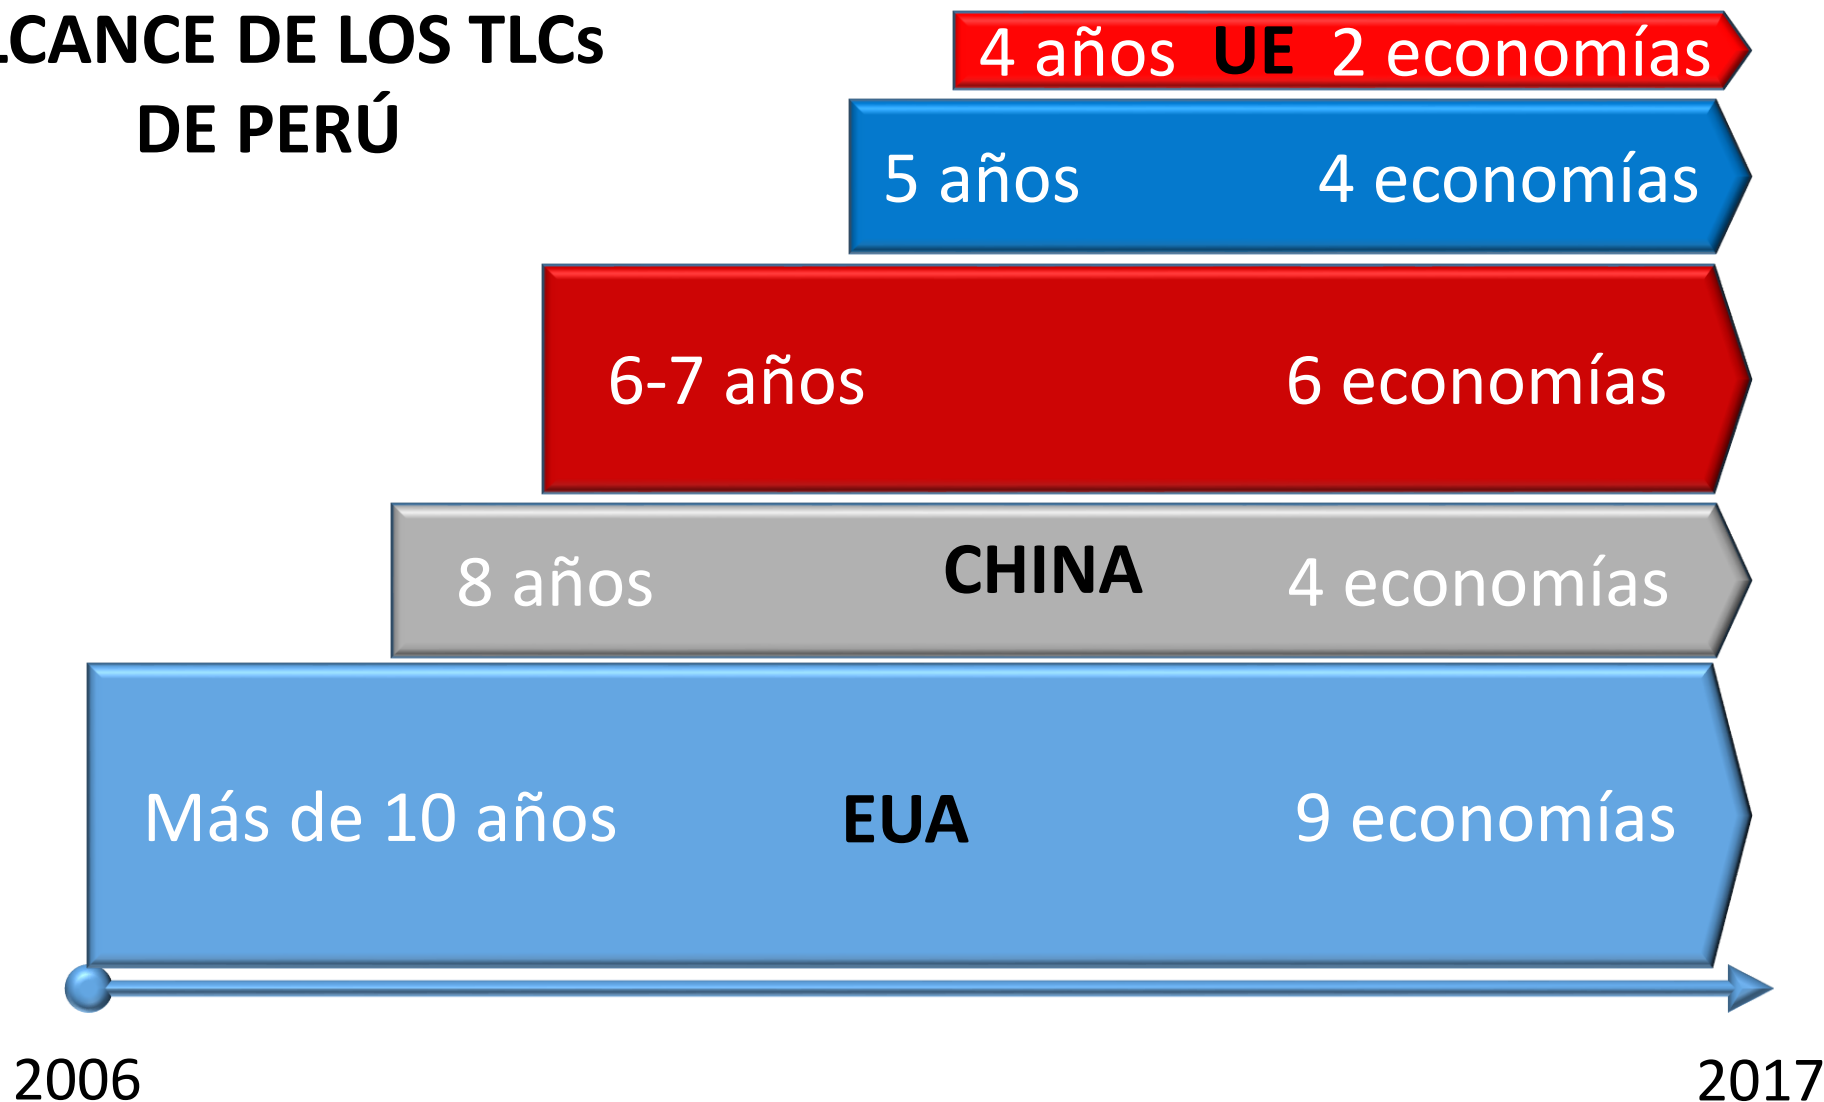 LCANCE DE LOS TLCs
DE PERÚ
4 años UE 2 economías
5 años 4 economías
6-7 años 6 economías
8 años CHINA 4 economías
Más de 10 años EUA 9 economías
2006 2017